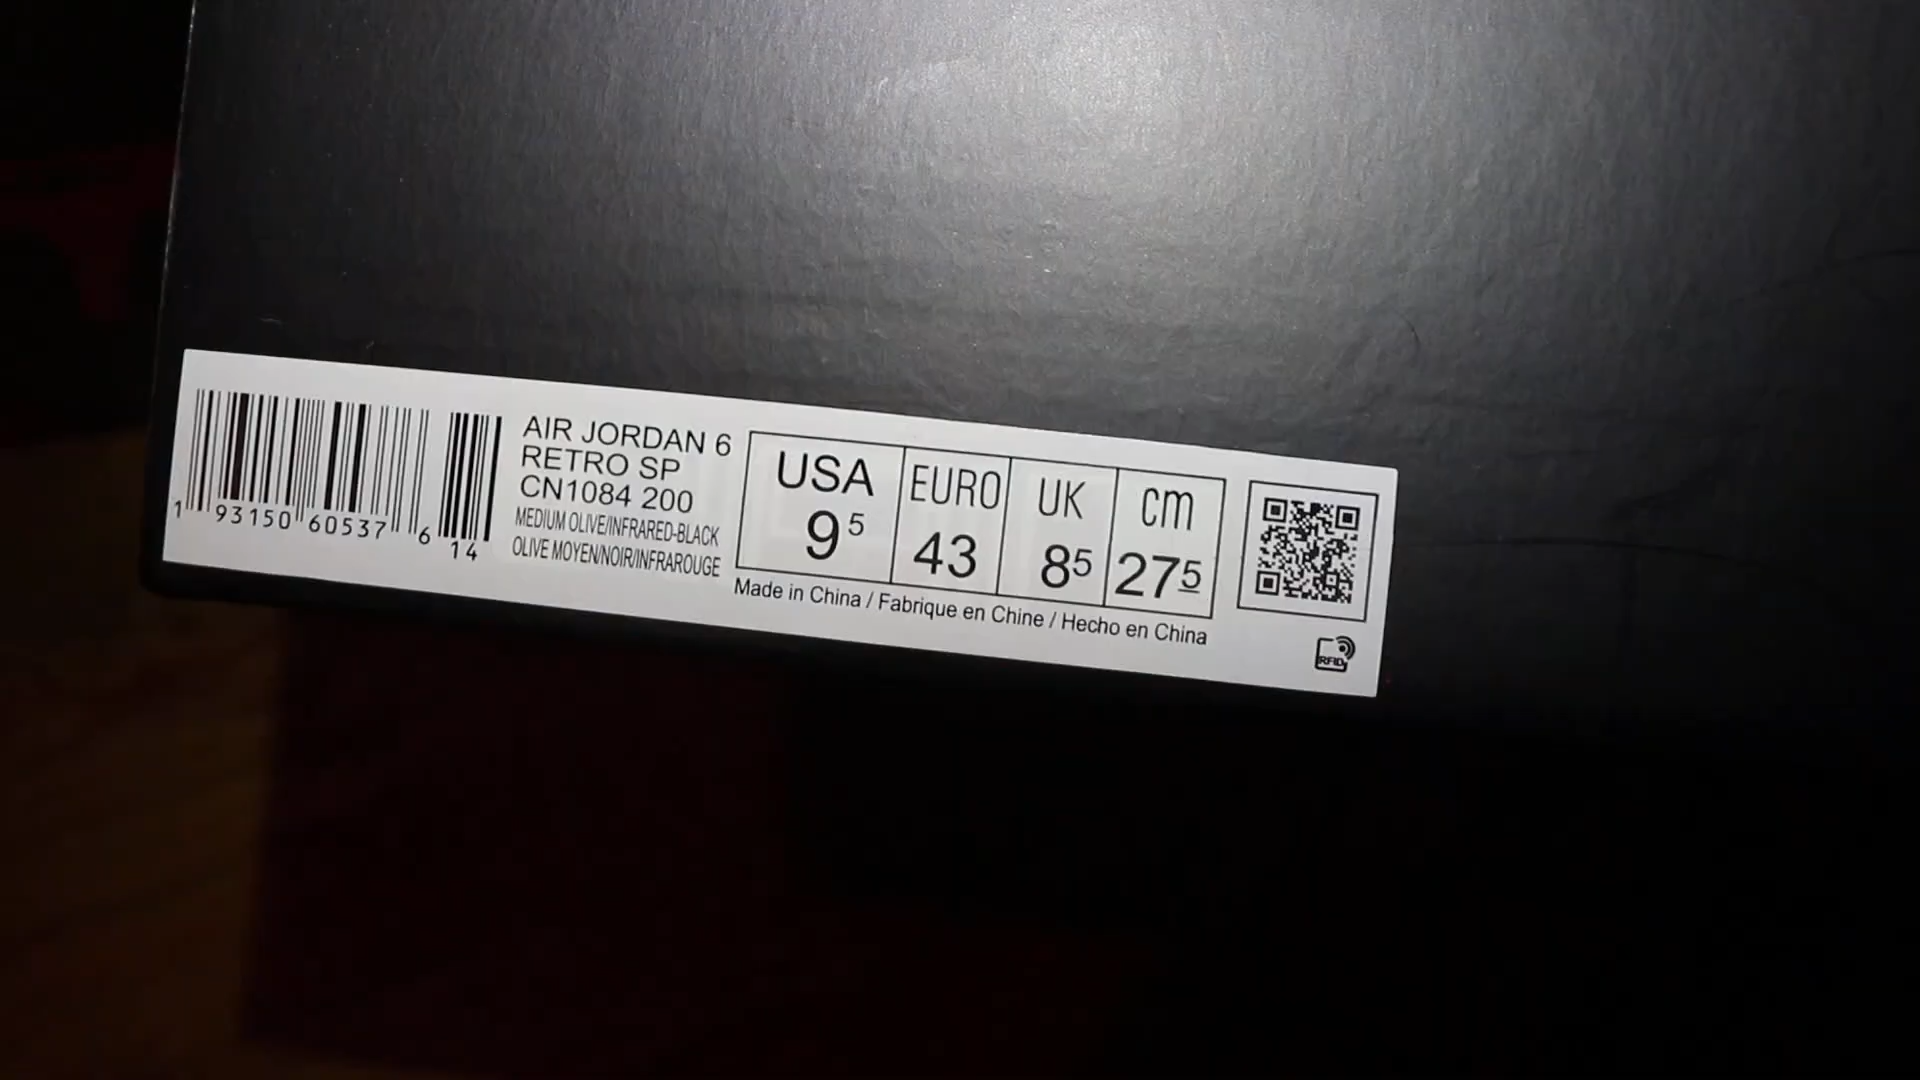 AIR JORDAN 6
RETRO SP
CN1084 200
MEDIUM OLIVE/INFRARED-BLACK
OLIVE MOYEN/NOIR/INFRAROUGE
1 93150 60537 6 14
USA EURO UK cm
9 5 43 8 5 27 5
Made in China / Fabrique en Chine / Hecho en China
RFID